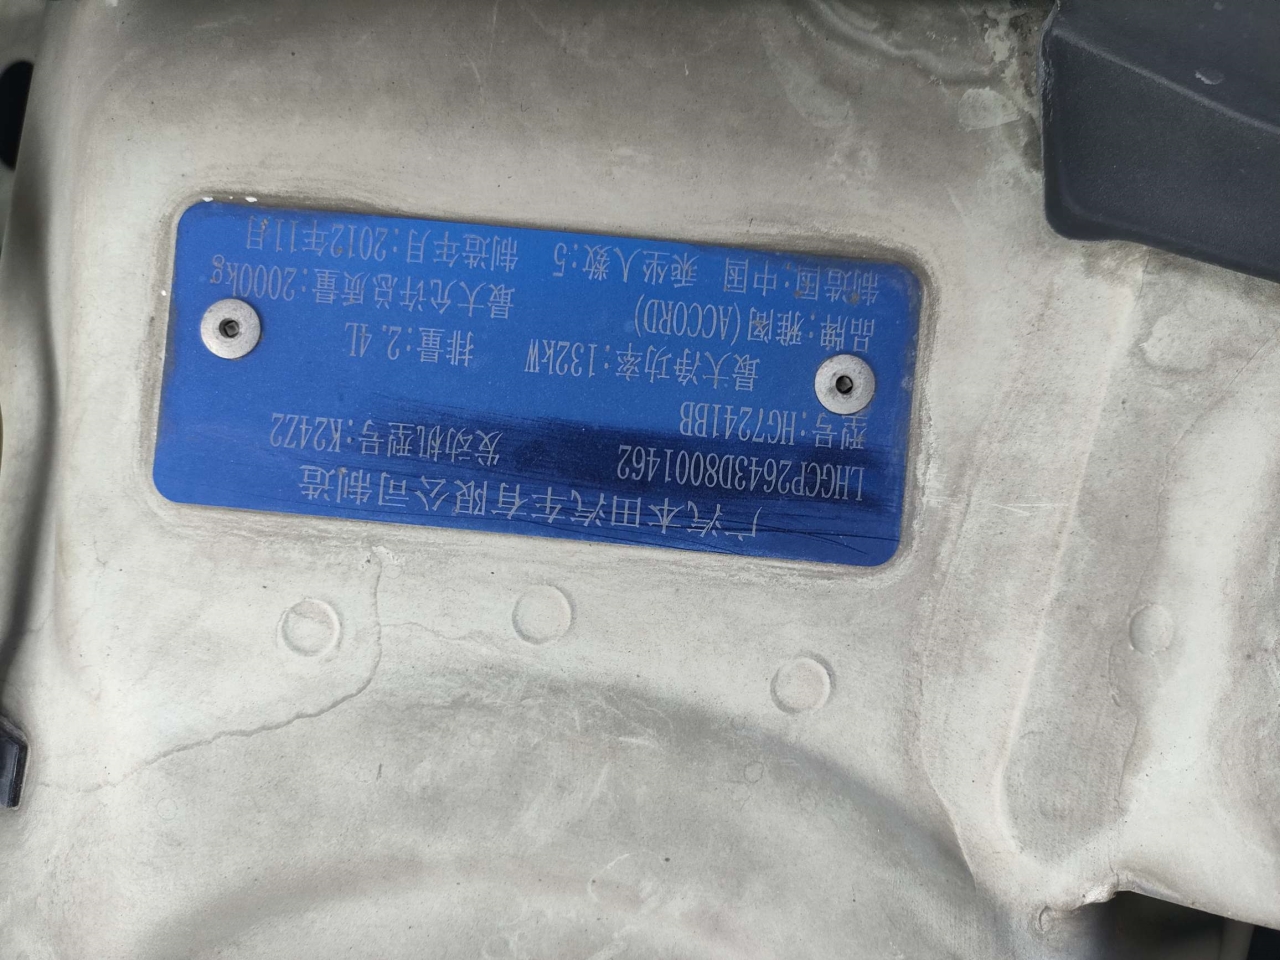 广汽本田汽车有限公司制造
LHGCP2643D8001462 发动机型号:K24Z2
型号:HG7241BB
最大净功率:132kW 排量:2.4L
品牌:雅阁(ACCORD) 最大允许总质量:2000kg
制造国:中国 乘坐人数:5 制造年月:2012年11月